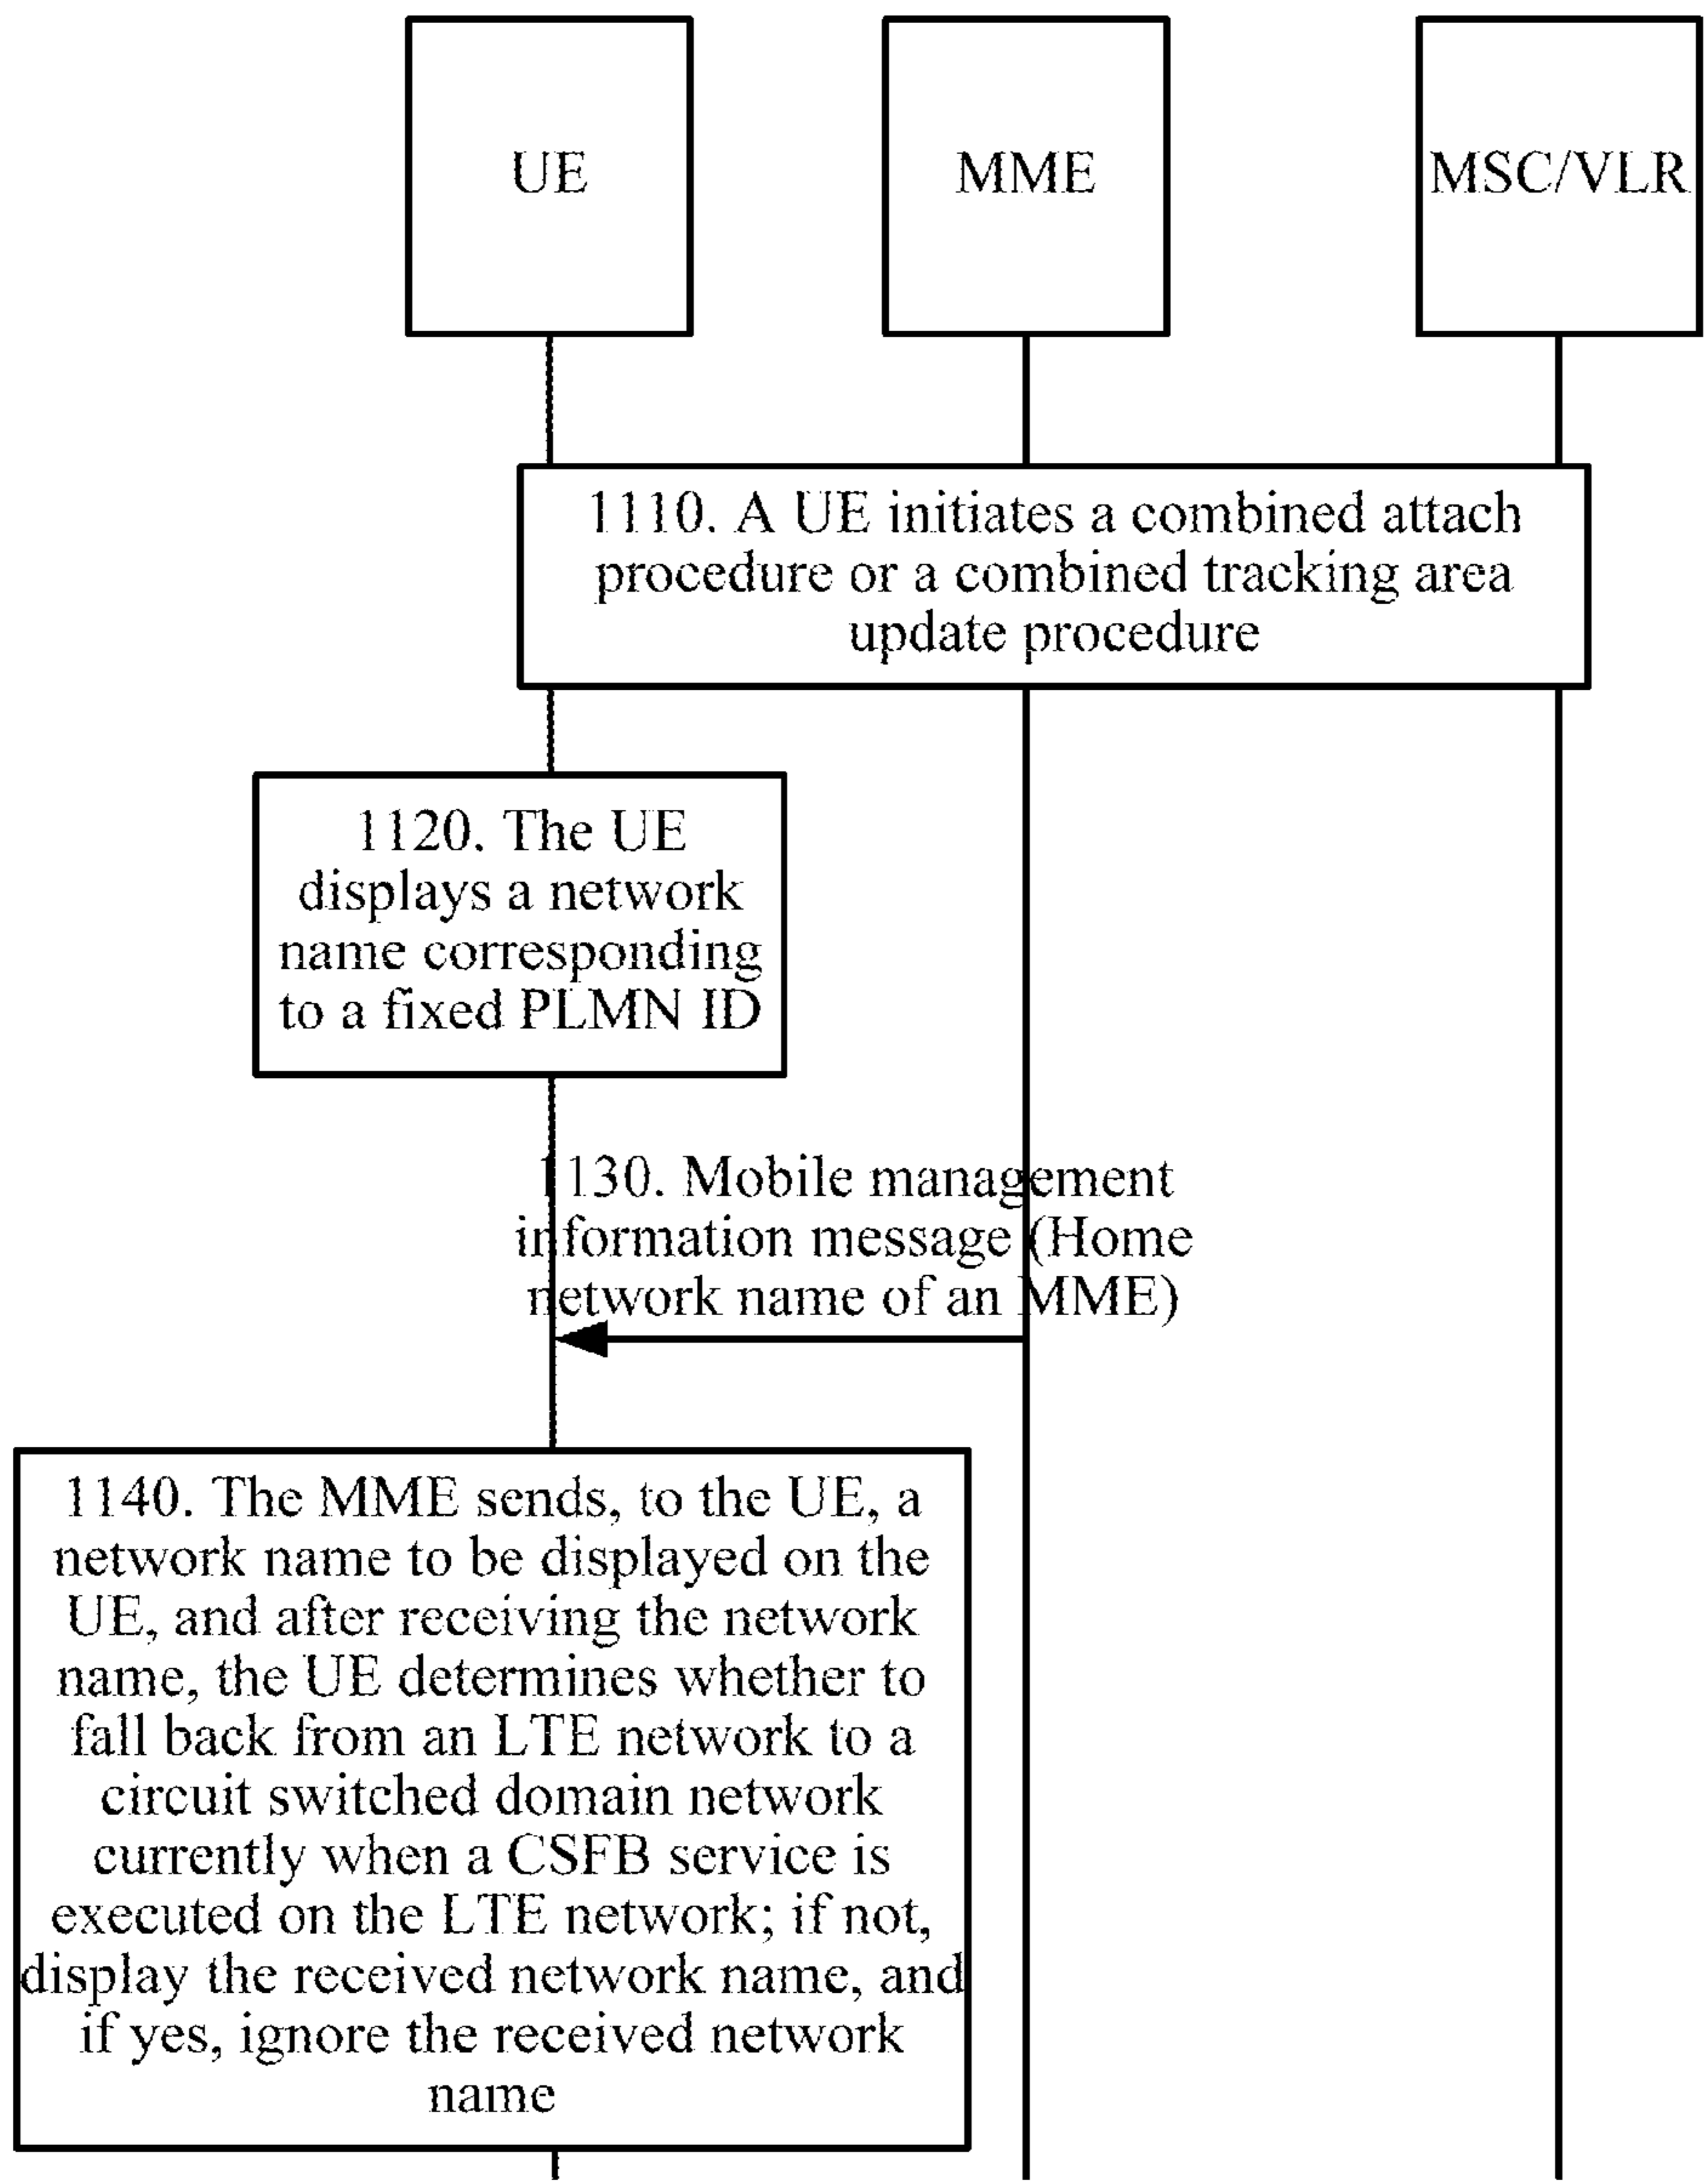 UE
MME
MSC/VLR
1110. A UE initiates a combined attach
procedure or a combined tracking area
update procedure
1120. The UE
displays a network
name corresponding
to a fixed PLMN ID
1130. Mobile management
information message (Home
network name of an MME)
1140. The MME sends, to the UE, a
network name to be displayed on the
UE, and after receiving the network
name, the UE determines whether to
fall back from an LTE network to a
circuit switched domain network
currently when a CSFB service is
executed on the LTE network; if not,
display the received network name, and
if yes, ignore the received network
name